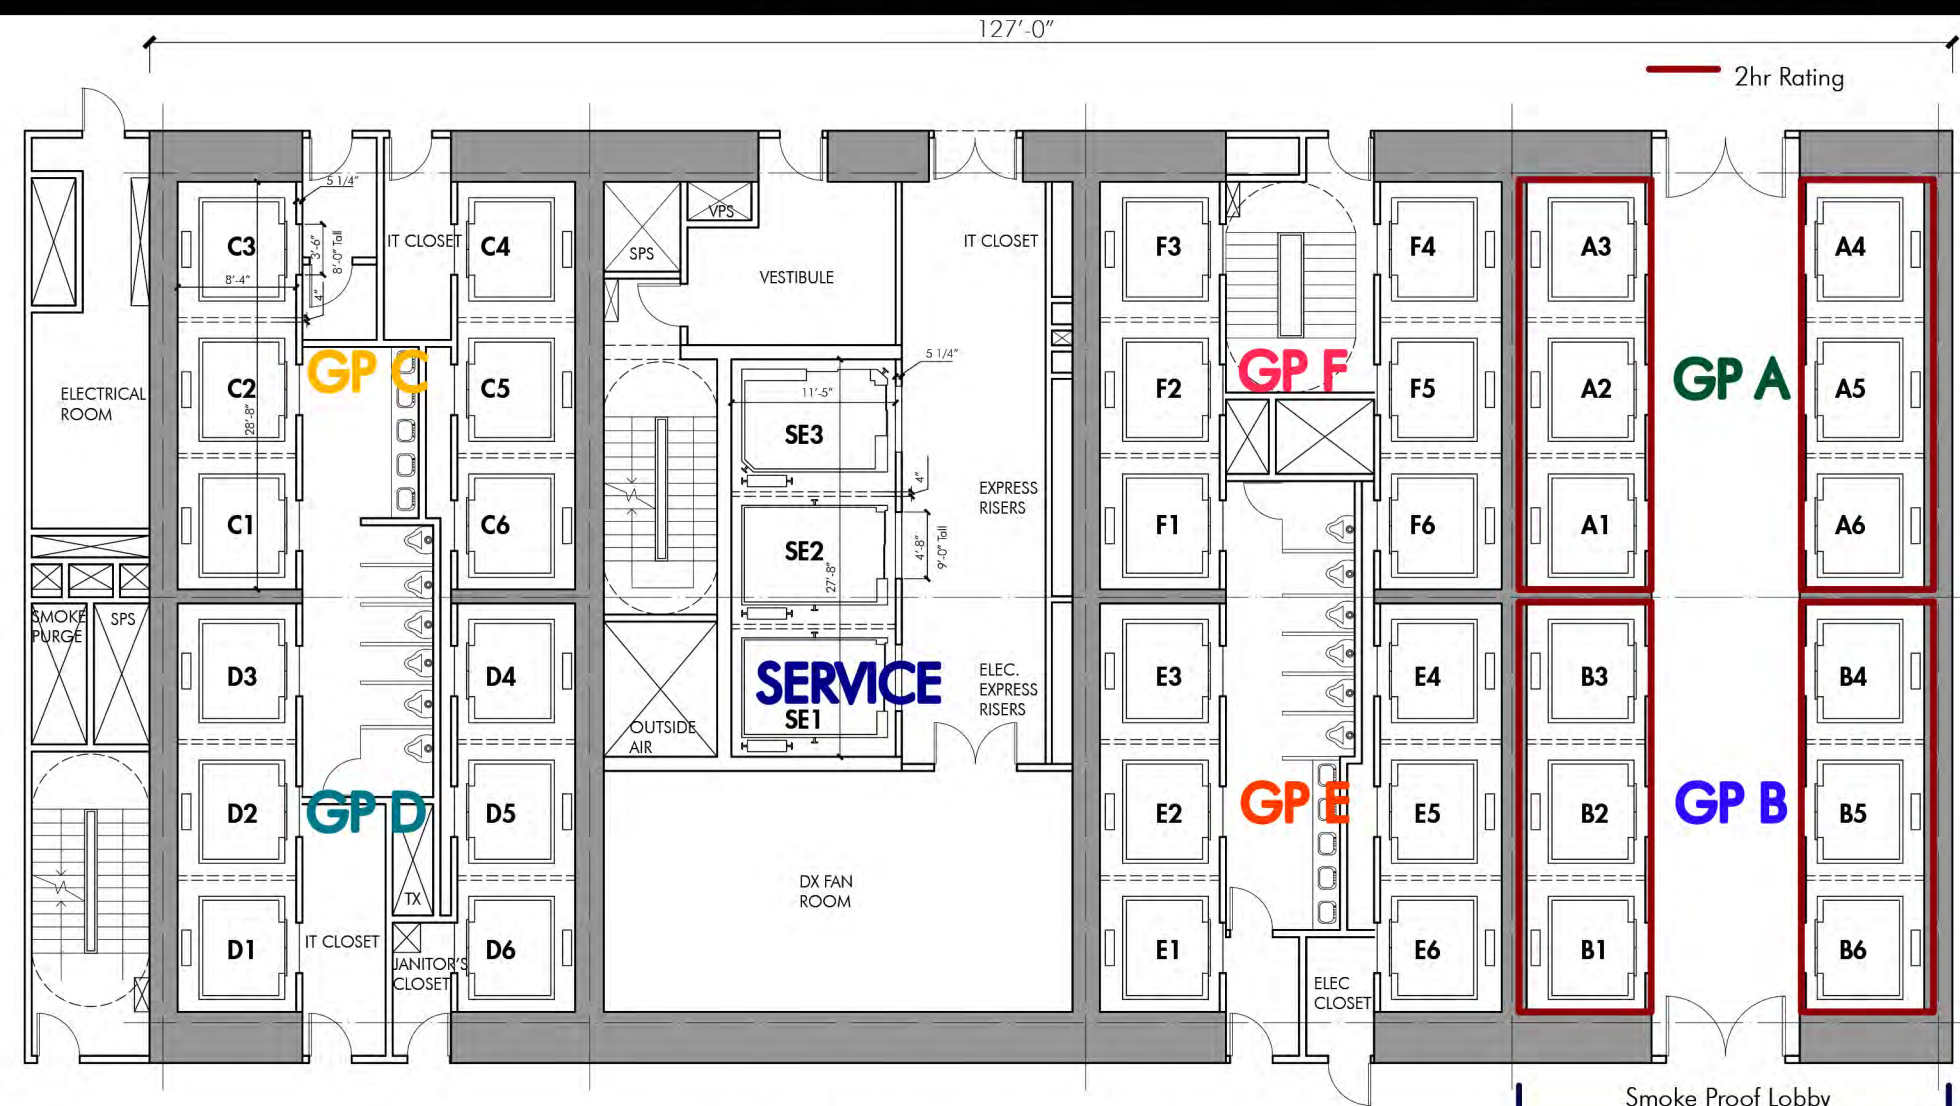 127'-0"
2hr Rating
5 1/4"
C3
3'-6"
8'-0" Tall
IT CLOSET
C4
SPS
VPS
VESTIBULE
IT CLOSET
F3
F4
A3
A4
8'-4"
4"
ELECTRICAL
ROOM
C2
28'-8"
GP C
C5
5 1/4"
11'-5"
SE3
F2
GP F
F5
A2
GP A
A5
C1
C6
4"
EXPRESS
RISERS
SE2
27'-8"
4'-8"
9'-0" Tall
F1
F6
A1
A6
SMOKE
PURGE
SPS
D3
D4
OUTSIDE
AIR
SERVICE
SE1
ELEC.
EXPRESS
RISERS
E3
E4
B3
B4
D2
GP D
D5
E2
GP E
E5
B2
GP B
B5
TX
DX FAN
ROOM
D1
IT CLOSET
JANITOR'S
CLOSET
D6
E1
ELEC
CLOSET
E6
B1
B6
Smoke Proof Lobby